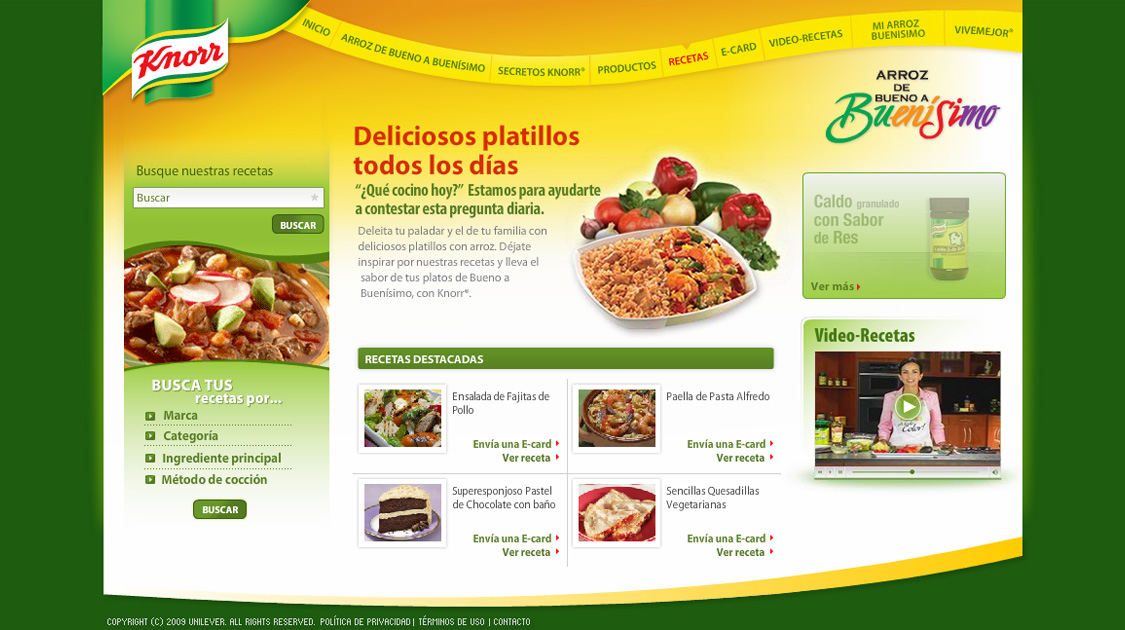 Knorr
INICIO
ARROZ DE BUENO A BUENÍSIMO
SECRETOS KNORR®
PRODUCTOS
RECETAS
E-CARD
VIDEO-RECETAS
MI ARROZ
BUENISIMO
VIVEMEJOR®
ARROZ
DE
BUENO A
BueníSimo
Busque nuestras recetas
Buscar
BUSCAR
Deliciosos platillos
todos los días
“¿Qué cocino hoy?” Estamos para ayudarte
a contestar esta pregunta diaria.
Deleita tu paladar y el de tu familia con
deliciosos platillos con arroz. Déjate
inspirar por nuestras recetas y lleva el
sabor de tus platos de Bueno a
Buenísimo, con Knorr®.
Caldo granulado
con Sabor
de Res
Ver más
Video-Recetas
BUSCA TUS
recetas por...
Marca
Categoría
Ingrediente principal
Método de cocción
BUSCAR
RECETAS DESTACADAS
Ensalada de Fajitas de
Pollo
Envía una E-card
Ver receta
Paella de Pasta Alfredo
Envía una E-card
Ver receta
Superesponjoso Pastel
de Chocolate con baño
Envía una E-card
Ver receta
Sencillas Quesadillas
Vegetarianas
Envía una E-card
Ver receta
COPYRIGHT (C) 2009 UNILEVER. ALL RIGHTS RESERVED. POLÍTICA DE PRIVACIDAD | TÉRMINOS DE USO | CONTACTO